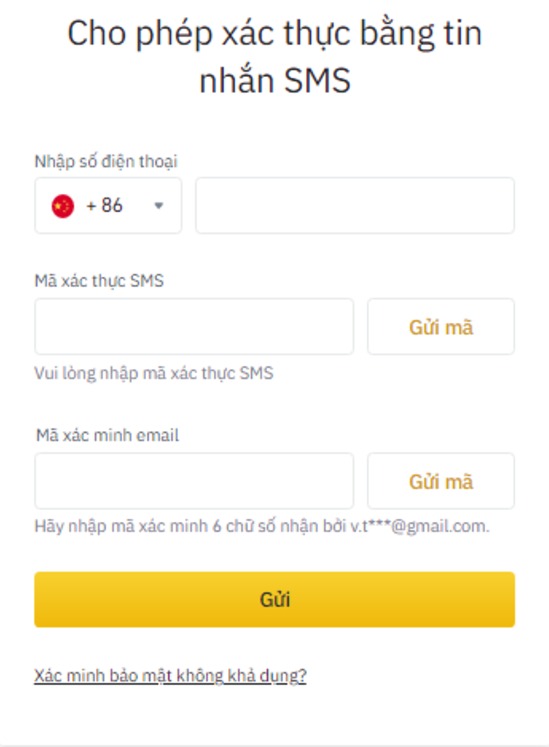 Cho phép xác thực bằng tin
nhắn SMS
Nhập số điện thoại
+ 86
Mã xác thực SMS
Gửi mã
Vui lòng nhập mã xác thực SMS
Mã xác minh email
Gửi mã
Hãy nhập mã xác minh 6 chữ số nhận bởi v.t***@gmail.com.
Gửi
Xác minh bảo mật không khả dụng?